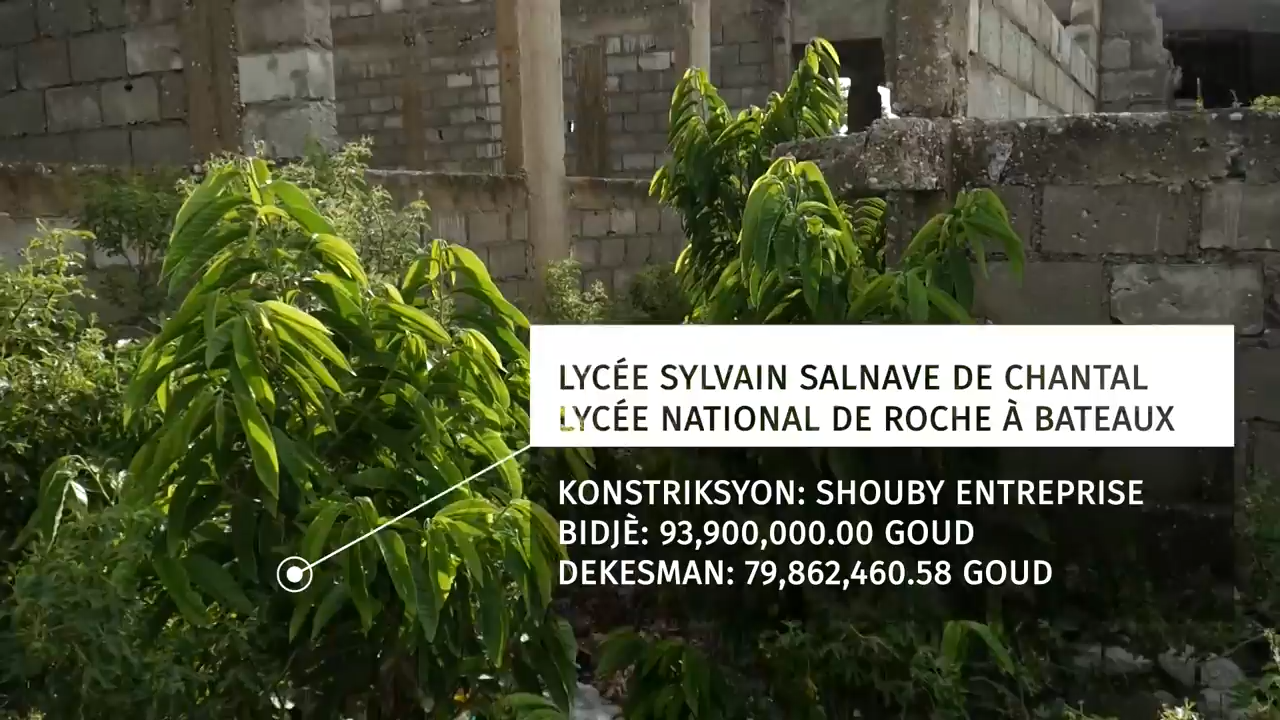 LYCÉE SYLVAIN SALNAVE DE CHANTAL
LYCÉE NATIONAL DE ROCHE À BATEAUX
KONSTRIKSYON: SHOUBY ENTREPRISE
BIDJÈ: 93,900,000.00 GOUD
DEKESMAN: 79,862,460.58 GOUD